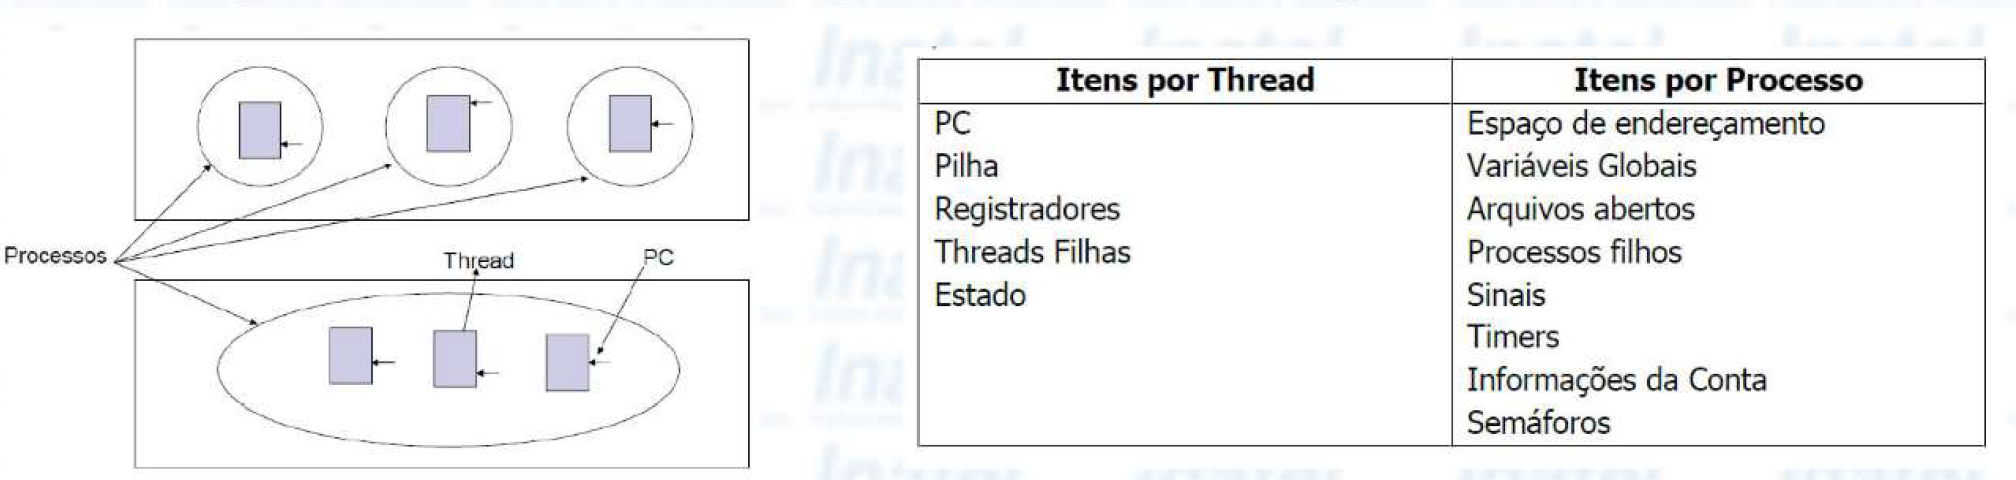 Processos
Thread
PC
Itens por Thread
Itens por Processo
PC
Pilha
Registradores
Threads Filhas
Estado
Espaço de endereçamento
Variáveis Globais
Arquivos abertos
Processos filhos
Sinais
Timers
Informações da Conta
Semáforos